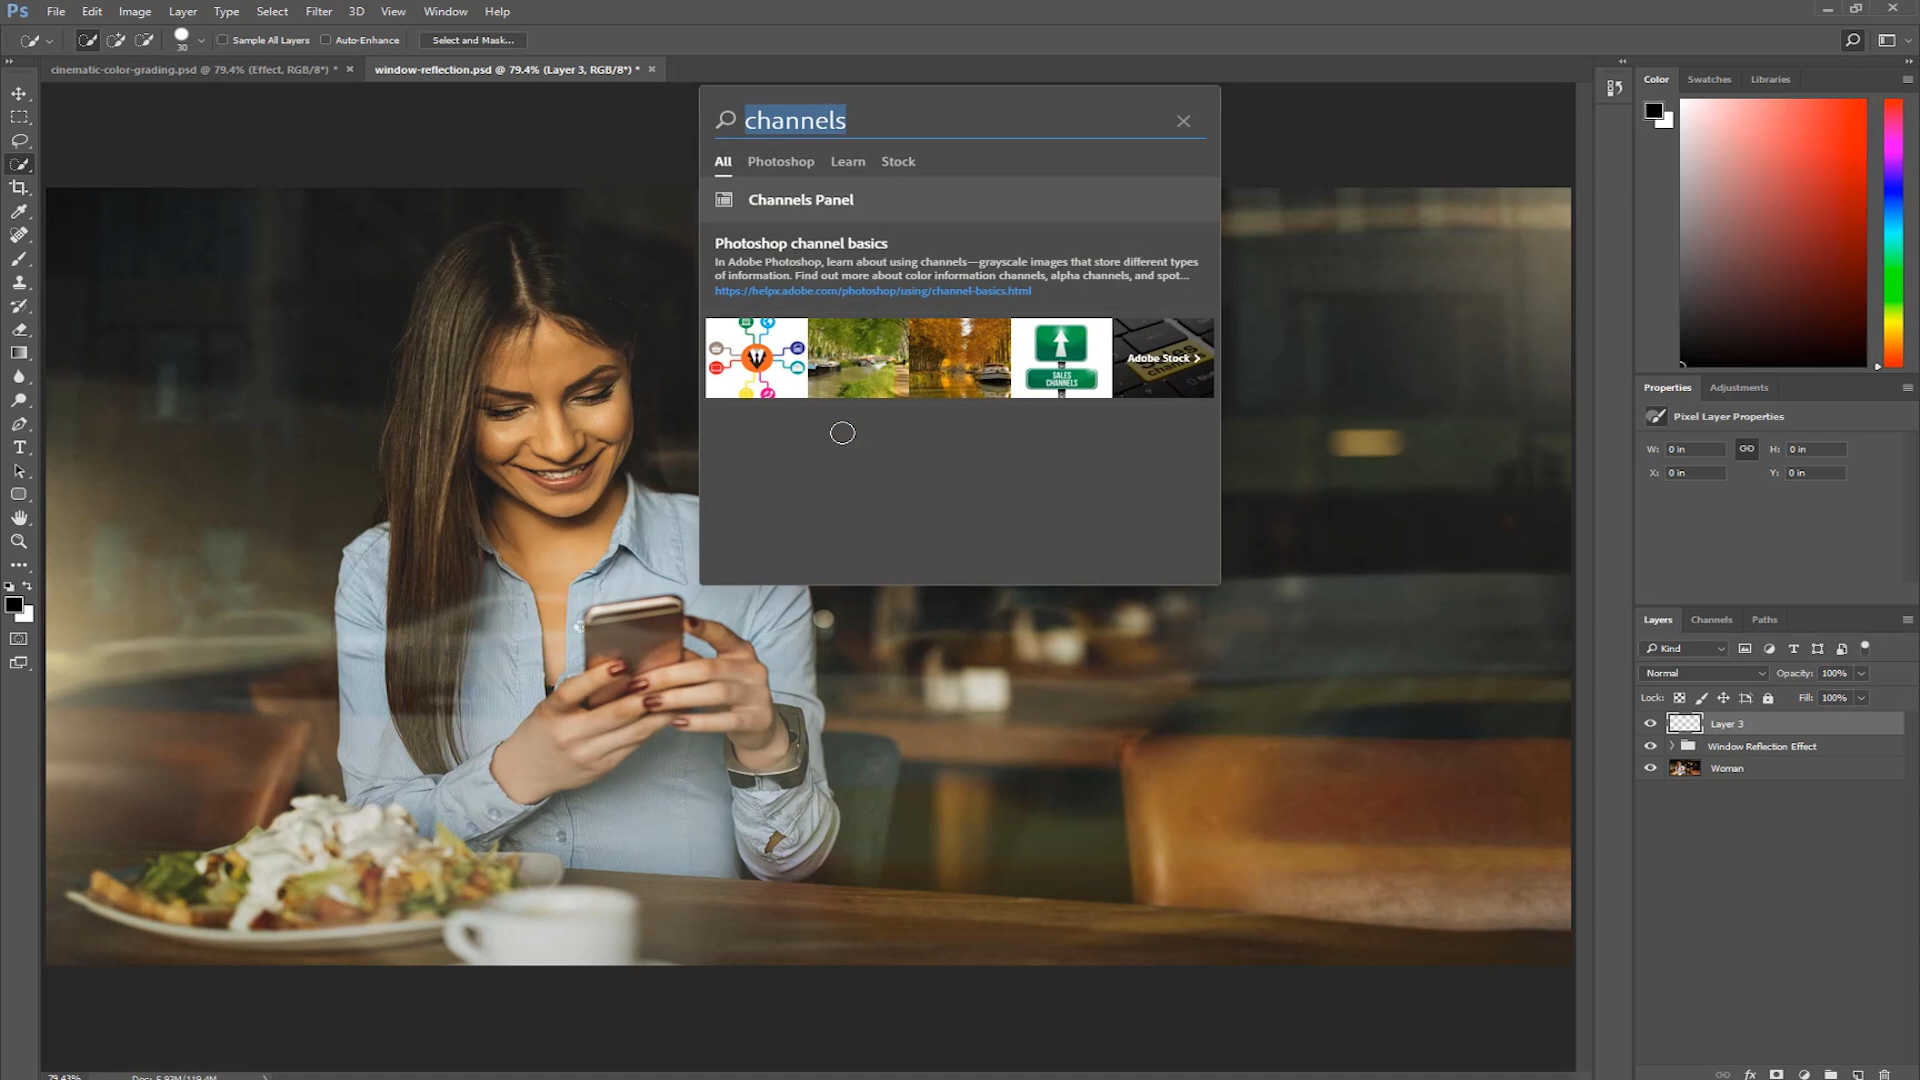 Ps File Edit Image Layer Type Select Filter 3D View Window Help
30 Sample All Layers Auto-Enhance Select and Mask...
cinematic-color-grading.psd @ 79.4% (Effect, RGB/8*) * window-reflection.psd @ 79.4% (Layer 3, RGB/8*) *
channels
All Photoshop Learn Stock
Channels Panel
Photoshop channel basics
In Adobe Photoshop, learn about using channels—grayscale images that store different types
of information. Find out more about color information channels, alpha channels, and spot...
https://helpx.adobe.com/photoshop/using/channel-basics.html
SALES
CHANNELS
Adobe Stock
Color Swatches Libraries
Properties Adjustments
Pixel Layer Properties
W: 0 in H: 0 in
X: 0 in Y: 0 in
Layers Channels Paths
Kind
Normal Opacity: 100%
Lock: Fill: 100%
Layer 3
Window Reflection Effect
Woman
79.43% Doc: 5.93M/119.4M
fx